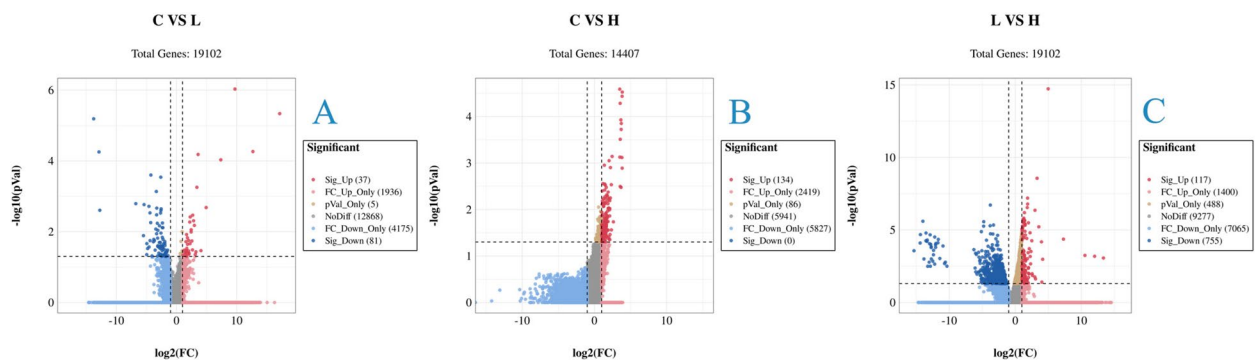 C VS L
Total Genes: 19102
-log10(pVal)
6
4
2
0
-10
0
10
log2(FC)
A
Significant
Sig_Up (37)
FC_Up_Only (1936)
pVal_Only (5)
NoDiff (12868)
FC_Down_Only (4175)
Sig_Down (81)
C VS H
Total Genes: 14407
-log10(pVal)
4
3
2
1
0
-10
0
log2(FC)
B
Significant
Sig_Up (134)
FC_Up_Only (2419)
pVal_Only (86)
NoDiff (5941)
FC_Down_Only (5827)
Sig_Down (0)
L VS H
Total Genes: 19102
-log10(pVal)
15
10
5
0
-10
0
10
log2(FC)
C
Significant
Sig_Up (117)
FC_Up_Only (1400)
pVal_Only (488)
NoDiff (9277)
FC_Down_Only (7065)
Sig_Down (755)